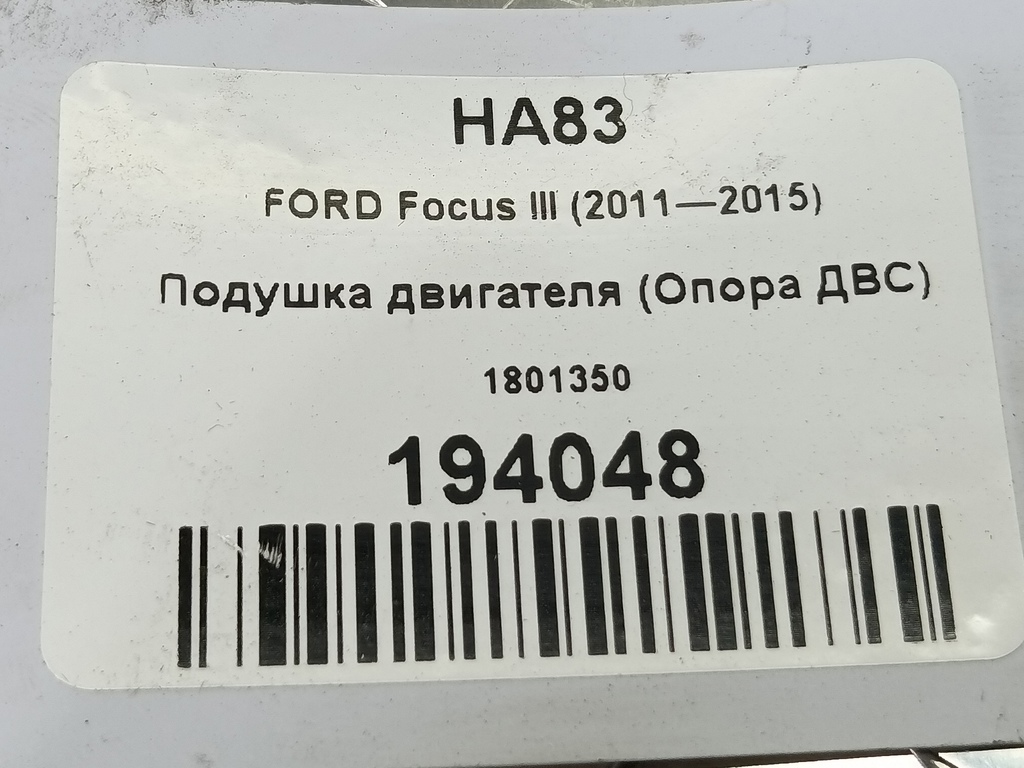 HA83
FORD Focus III (2011—2015)
Подушка двигателя (Опора ДВС)
1801350
194048